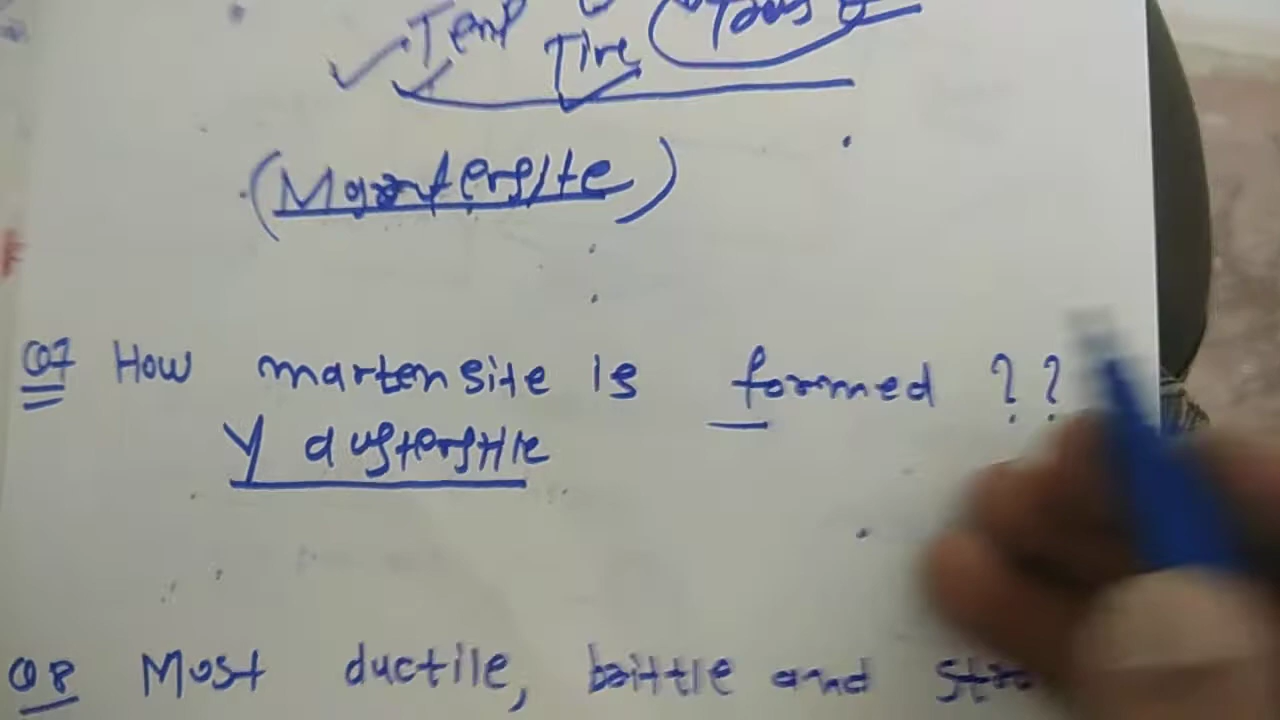 Temp
Time
(Martensite)
Q7 How martensite is formed ??
γ austenite
Q8 Most ductile, brittle and